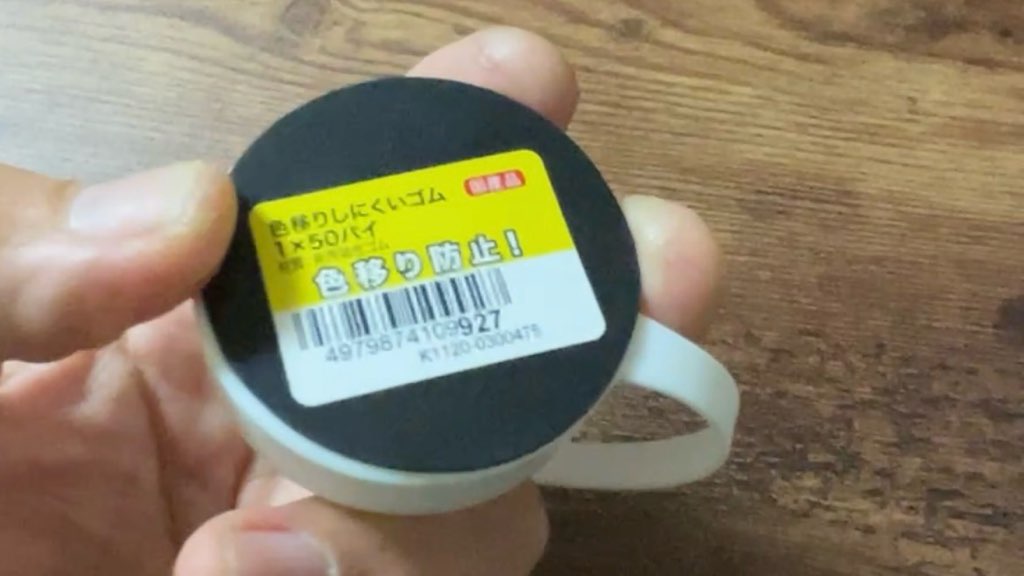 色移りしにくいゴム
国産品
1×50パイ
色移り防止!
4979874109927
K1120-0300475